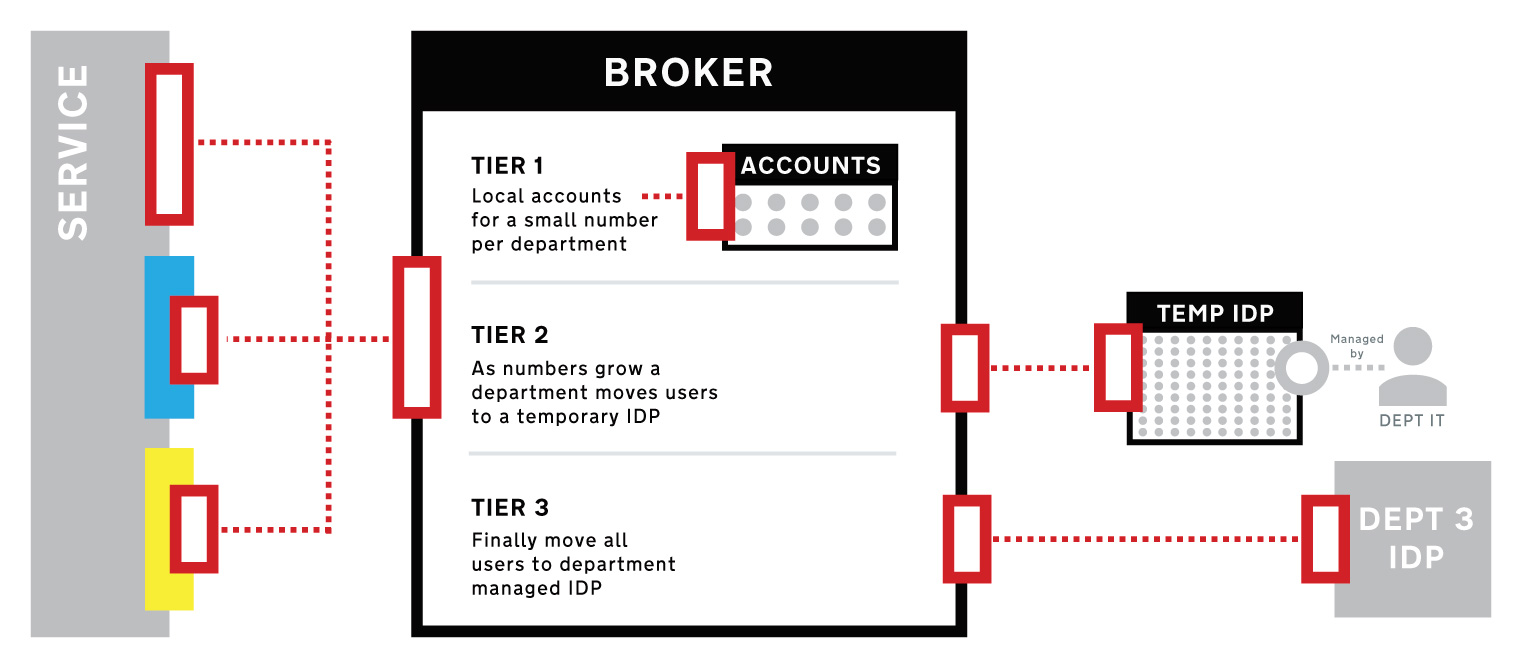 SERVICE
BROKER
TIER 1
Local accounts
for a small number
per department
ACCOUNTS
TIER 2
As numbers grow a
department moves users
to a temporary IDP
TEMP IDP
Managed
by
DEPT IT
TIER 3
Finally move all
users to department
managed IDP
DEPT 3
IDP